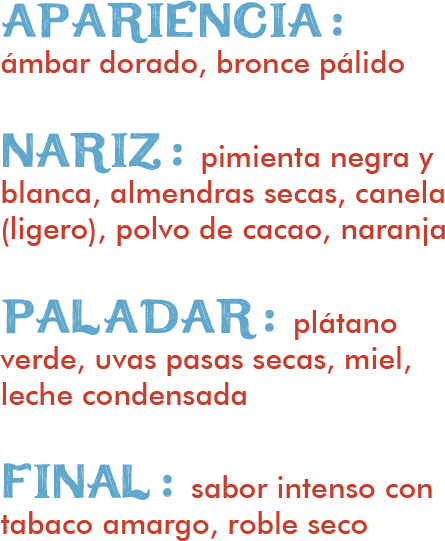 APARIENCIA:
ámbar dorado, bronce pálido
NARIZ: pimienta negra y
blanca, almendras secas, canela
(ligero), polvo de cacao, naranja
PALADAR: plátano
verde, uvas pasas secas, miel,
leche condensada
FINAL: sabor intenso con
tabaco amargo, roble seco